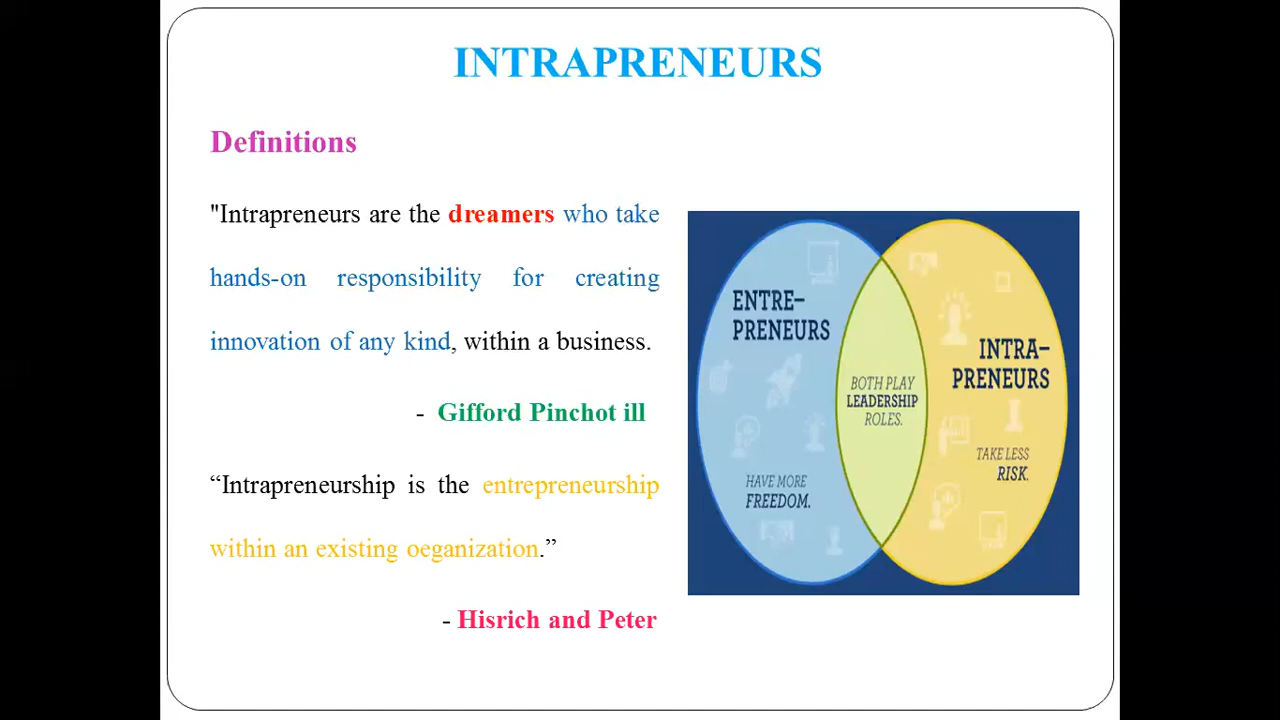 INTRAPRENEURS
Definitions
"Intrapreneurs are the dreamers who take
hands-on responsibility for creating
innovation of any kind, within a business.
- Gifford Pinchot ill
“Intrapreneurship is the entrepreneurship
within an existing oeganization.”
- Hisrich and Peter
ENTRE–
PRENEURS
HAVE MORE
FREEDOM.
BOTH PLAY
LEADERSHIP
ROLES.
INTRA–
PRENEURS
TAKE LESS
RISK.